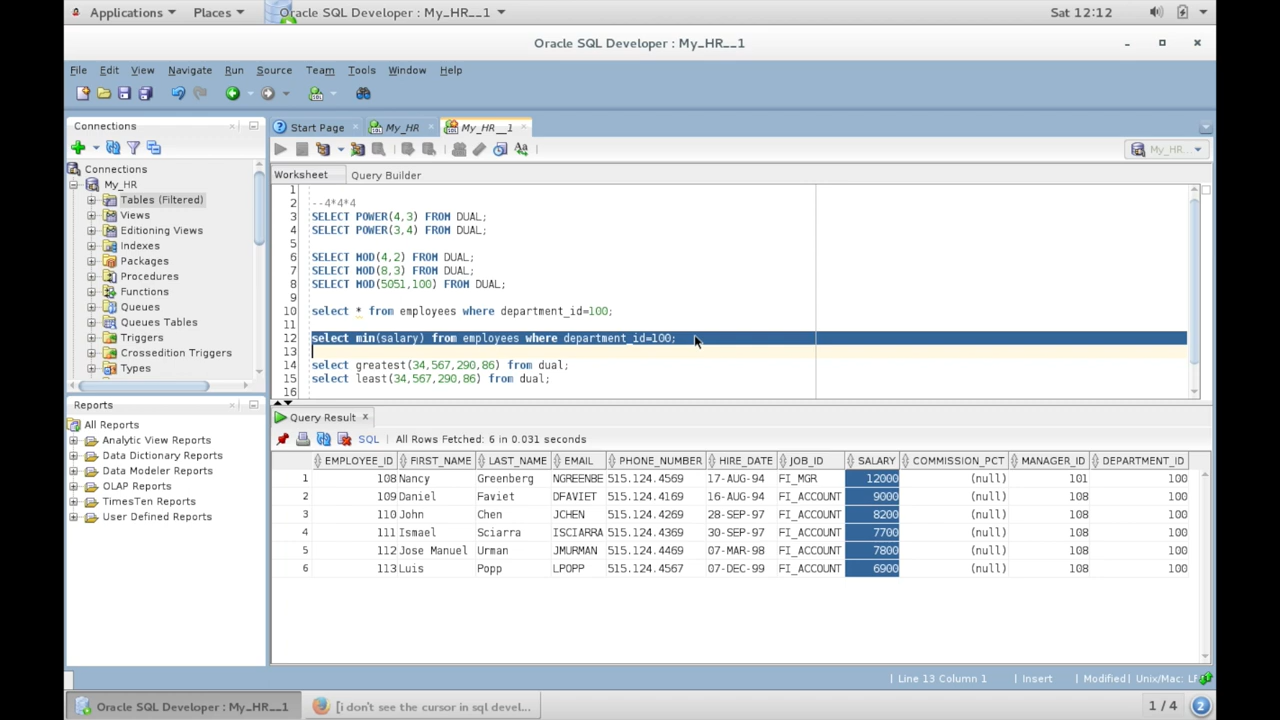 Applications Places Oracle SQL Developer : My_HR__1 Sat 12:12
Oracle SQL Developer : My_HR__1
File Edit View Navigate Run Source Team Tools Window Help
Connections
Start Page My_HR My_HR__1
My_HR...
Worksheet Query Builder
Connections
My_HR
Tables (Filtered)
Views
Editioning Views
Indexes
Packages
Procedures
Functions
Queues
Queues Tables
Triggers
Crossedition Triggers
Types
1
2 --4*4*4
3 SELECT POWER(4,3) FROM DUAL;
4 SELECT POWER(3,4) FROM DUAL;
5
6 SELECT MOD(4,2) FROM DUAL;
7 SELECT MOD(8,3) FROM DUAL;
8 SELECT MOD(5051,100) FROM DUAL;
9
10 select * from employees where department_id=100;
11
12 select min(salary) from employees where department_id=100;
13
14 select greatest(34,567,290,86) from dual;
15 select least(34,567,290,86) from dual;
16
Reports
All Reports
Analytic View Reports
Data Dictionary Reports
Data Modeler Reports
OLAP Reports
TimesTen Reports
User Defined Reports
Query Result
SQL All Rows Fetched: 6 in 0.031 seconds
EMPLOYEE_ID FIRST_NAME LAST_NAME EMAIL PHONE_NUMBER HIRE_DATE JOB_ID SALARY COMMISSION_PCT MANAGER_ID DEPARTMENT_ID
1 108 Nancy Greenberg NGREENBE 515.124.4569 17-AUG-94 FI_MGR 12000 (null) 101 100
2 109 Daniel Faviet DFAVIET 515.124.4169 16-AUG-94 FI_ACCOUNT 9000 (null) 108 100
3 110 John Chen JCHEN 515.124.4269 28-SEP-97 FI_ACCOUNT 8200 (null) 108 100
4 111 Ismael Sciarra ISCIARRA 515.124.4369 30-SEP-97 FI_ACCOUNT 7700 (null) 108 100
5 112 Jose Manuel Urman JMURMAN 515.124.4469 07-MAR-98 FI_ACCOUNT 7800 (null) 108 100
6 113 Luis Popp LPOPP 515.124.4567 07-DEC-99 FI_ACCOUNT 6900 (null) 108 100
Line 13 Column 1 Insert Modified Unix/Mac: LF
Oracle SQL Developer : My_HR__1 [i don't see the cursor in sql devel... 1 / 4 2